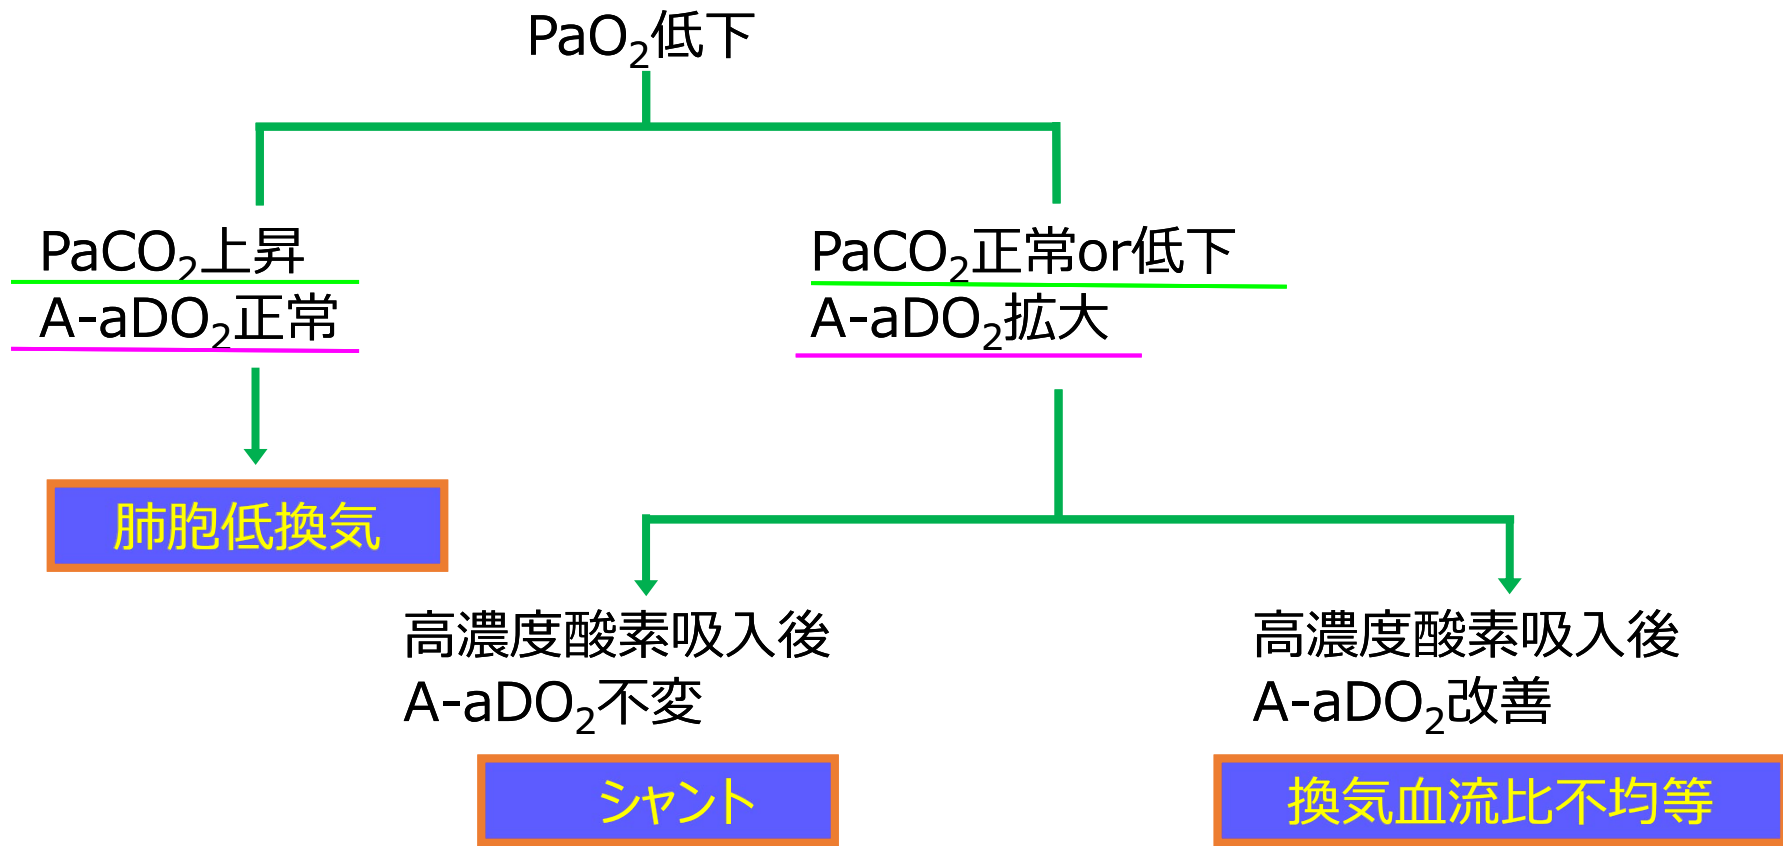 PaO₂低下
PaCO₂上昇
A-aDO₂正常
PaCO₂正常or低下
A-aDO₂拡大
肺胞低換気
高濃度酸素吸入後
A-aDO₂不変
高濃度酸素吸入後
A-aDO₂改善
シャント
換気血流比不均等